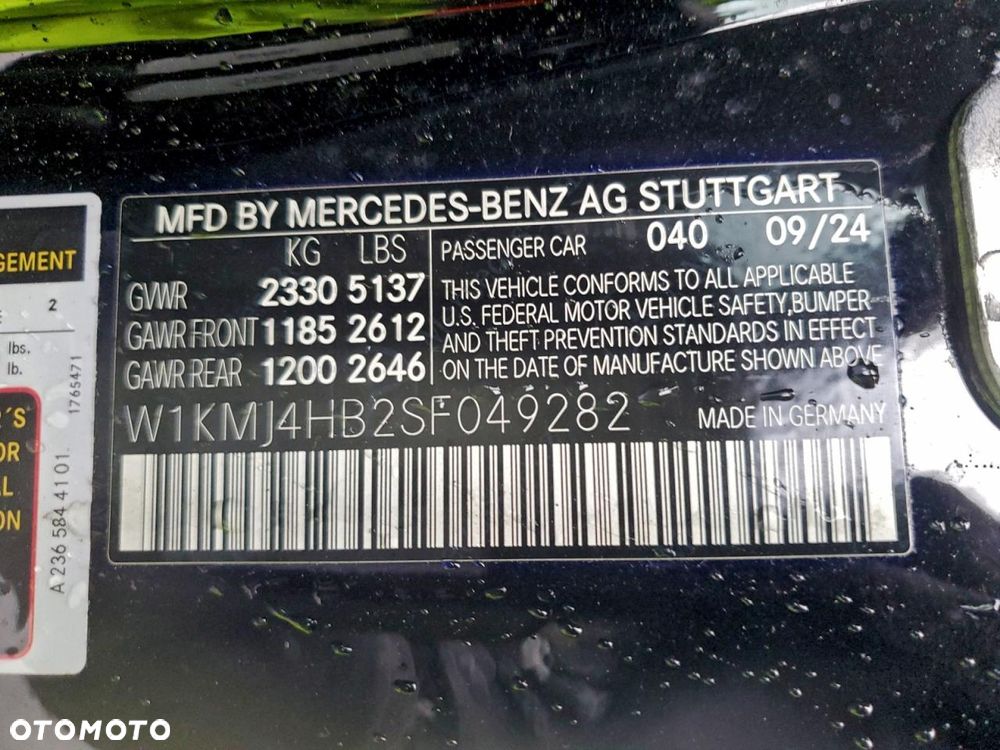 MFD BY MERCEDES-BENZ AG STUTTGART
KG LBS
GVWR 2330 5137
GAWR FRONT 1185 2612
GAWR REAR 1200 2646
PASSENGER CAR 040 09/24
THIS VEHICLE CONFORMS TO ALL APPLICABLE
U.S. FEDERAL MOTOR VEHICLE SAFETY,BUMPER
AND THEFT PREVENTION STANDARDS IN EFFECT
ON THE DATE OF MANUFACTURE SHOWN ABOVE
W1KMJ4HB2SF049282 MADE IN GERMANY
GEMENT
2
lbs.
lb.
'S
OR
ON
1765471
A 236 584 41 01
OTOMOTO